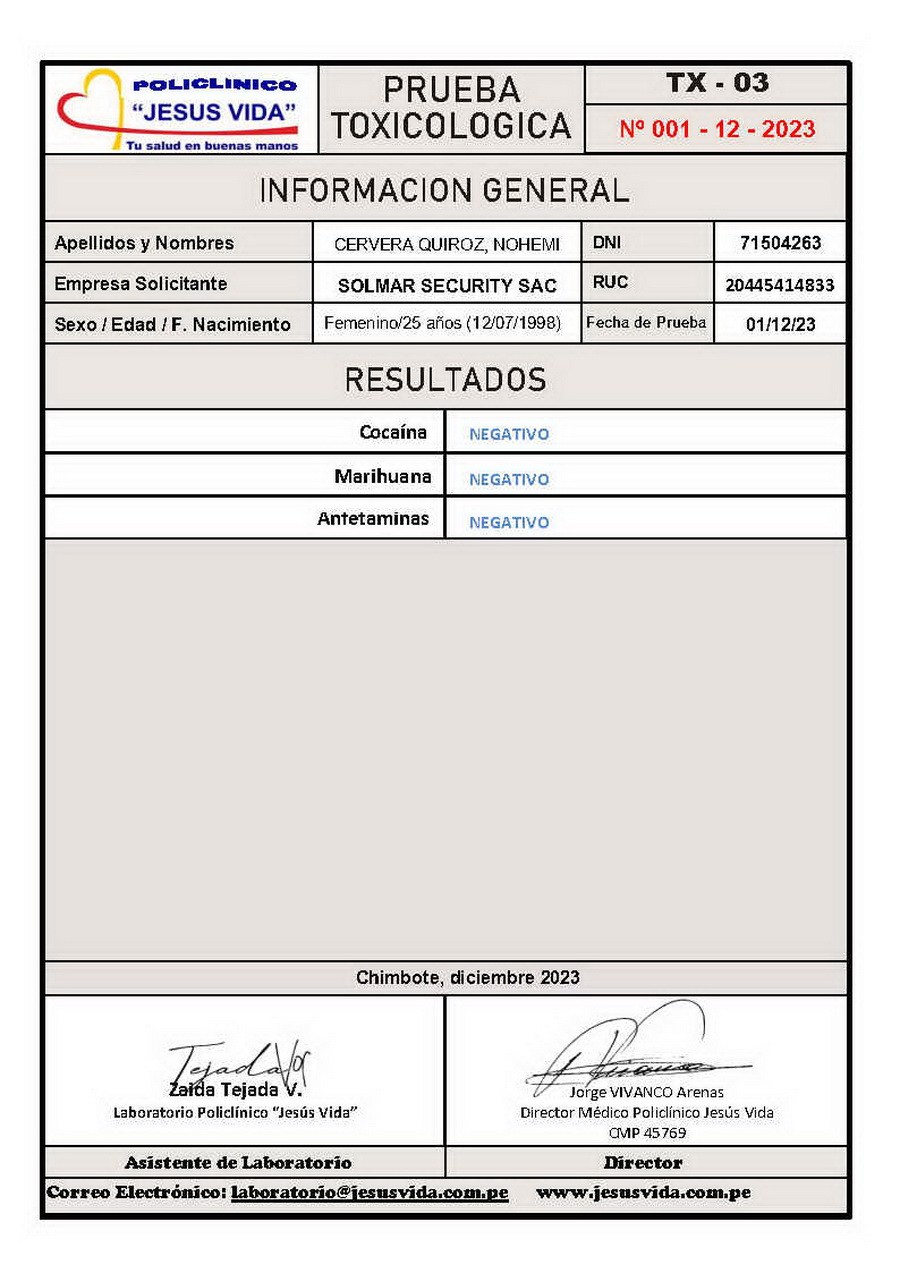 POLICLINICO
“JESUS VIDA”
Tu salud en buenas manos
PRUEBA
TOXICOLOGICA
TX - 03
Nº 001 - 12 - 2023
INFORMACION GENERAL
Apellidos y Nombres CERVERA QUIROZ, NOHEMI DNI 71504263
Empresa Solicitante SOLMAR SECURITY SAC RUC 20445414833
Sexo / Edad / F. Nacimiento Femenino/25 años (12/07/1998) Fecha de Prueba 01/12/23
RESULTADOS
Cocaína NEGATIVO
Marihuana NEGATIVO
Antetaminas NEGATIVO
Chimbote, diciembre 2023
Tejada
Zaida Tejada V.
Laboratorio Policlínico “Jesús Vida”
Jorge VIVANCO Arenas
Director Médico Policlínico Jesús Vida
CMP 45769
Asistente de Laboratorio Director
Correo Electrónico: laboratorio@jesusvida.com.pe www.jesusvida.com.pe